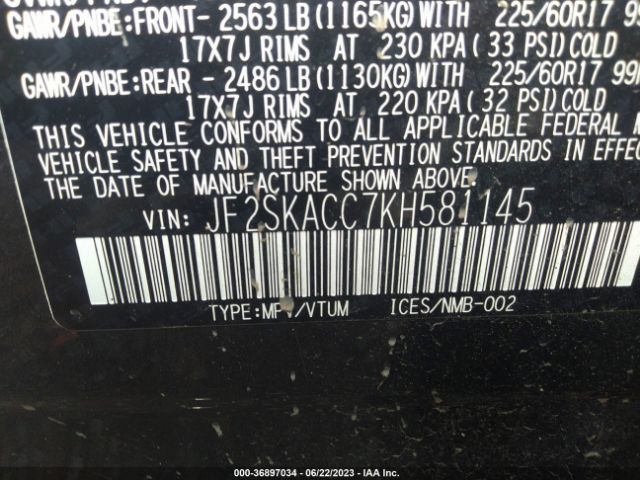 GAWR/PNBE:FRONT- 2563 LB(1165KG)WITH 225/60R17
17X7J RIMS AT 230 KPA(33 PSI)COLD
GAWR/PNBE:REAR - 2486 LB(1130KG)WITH 225/60R17
17X7J RIMS AT 220 KPA(32 PSI)COLD
THIS VEHICLE CONFORMS TO ALL APPLICABLE FEDERAL
VEHICLE SAFETY AND THEFT PREVENTION STANDARDS IN
THE DATE OF MANUFACTURE SHOWN ABOVE.
VIN: JF2SKACC7KH581145
TYPE: /VTUM ICES/NMB-002
000-36897034 - 06/22/2023 - IAA Inc.